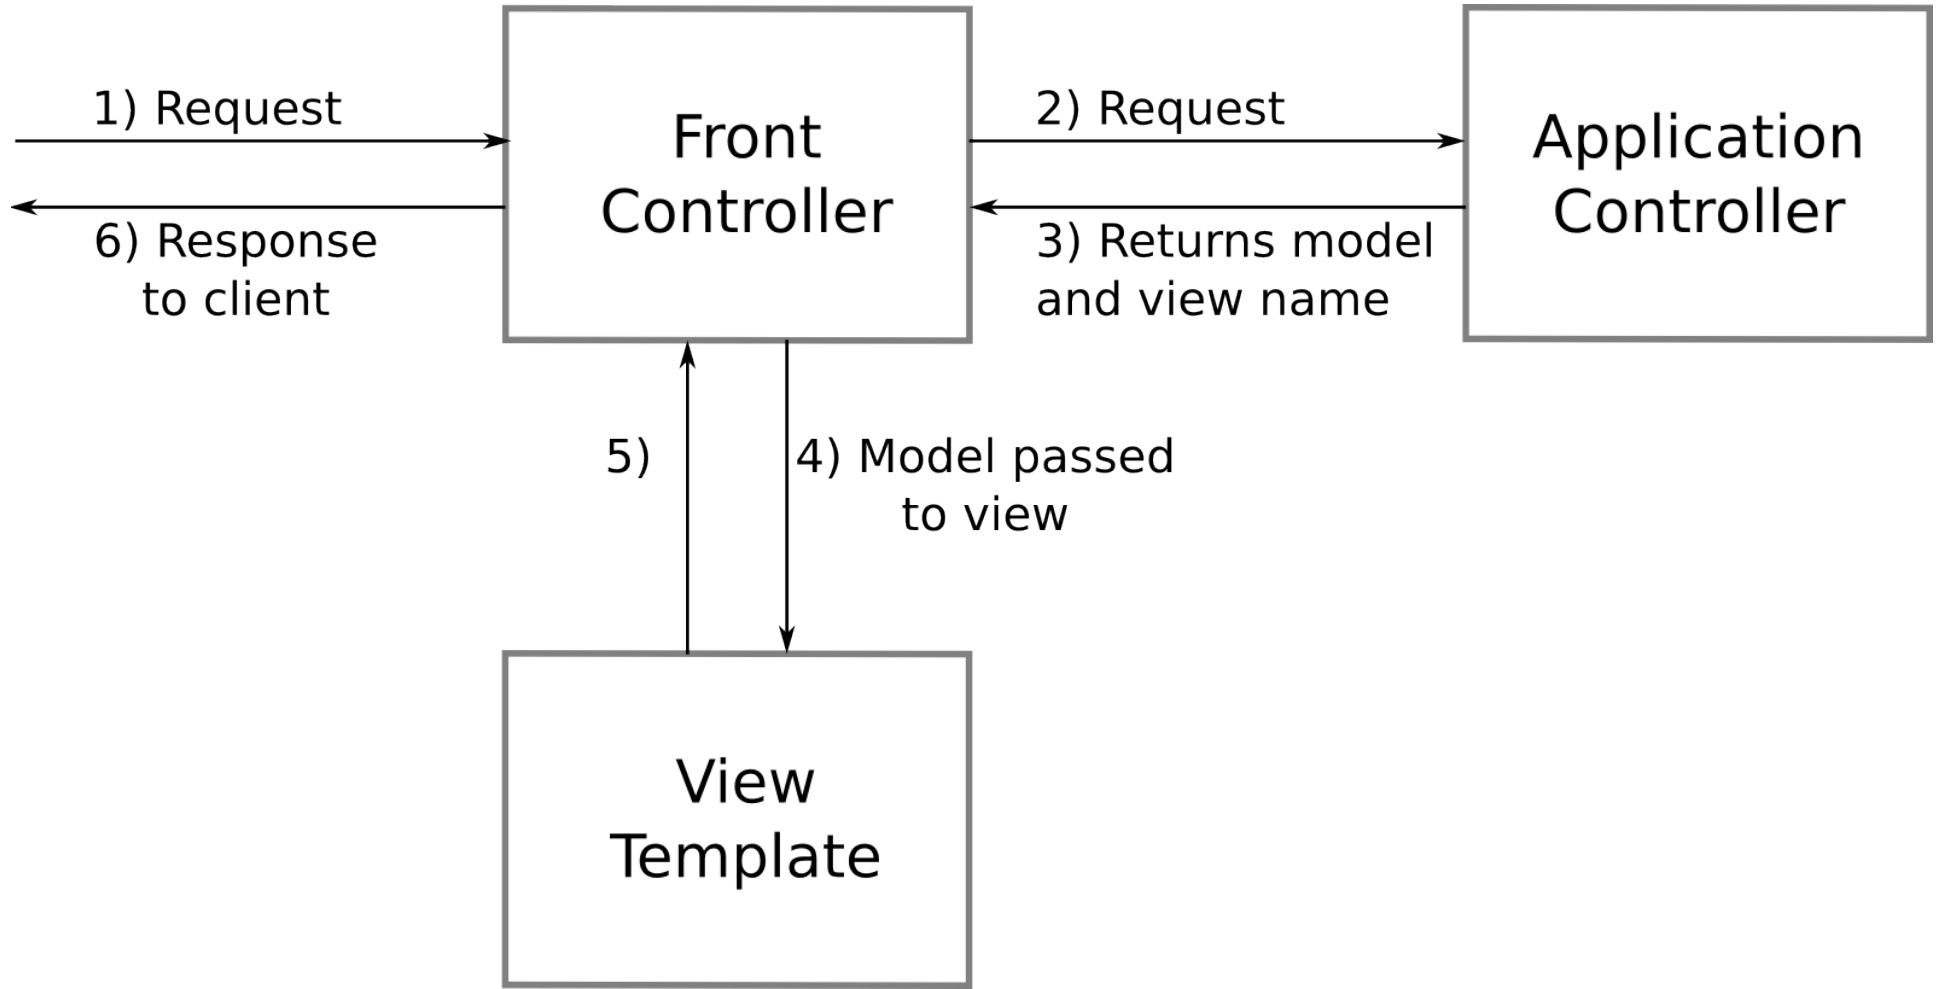 1) Request
Front
Controller
2) Request
Application
Controller
6) Response
to client
3) Returns model
and view name
5)
4) Model passed
to view
View
Template